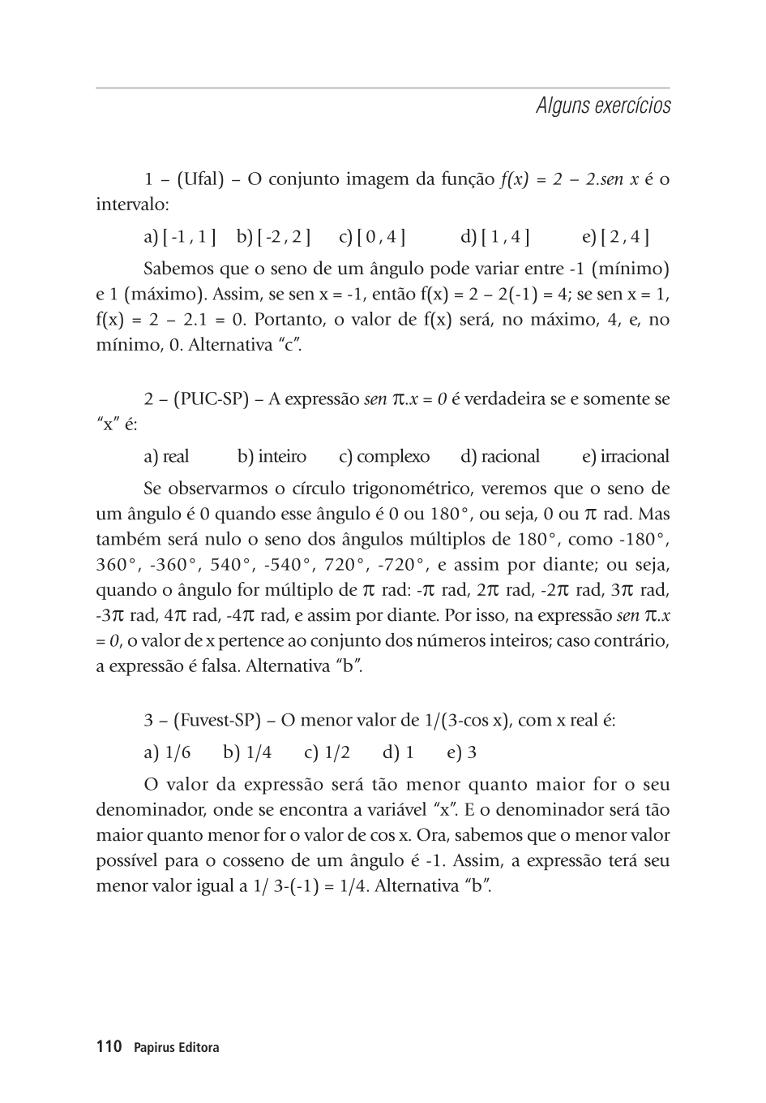 Alguns exercícios
1 – (Ufal) – O conjunto imagem da função f(x) = 2 – 2.sen x é o
intervalo:
a) [ -1 , 1 ] b) [ -2 , 2 ] c) [ 0 , 4 ] d) [ 1 , 4 ] e) [ 2 , 4 ]
Sabemos que o seno de um ângulo pode variar entre -1 (mínimo)
e 1 (máximo). Assim, se sen x = -1, então f(x) = 2 – 2(-1) = 4; se sen x = 1,
f(x) = 2 – 2.1 = 0. Portanto, o valor de f(x) será, no máximo, 4, e, no
mínimo, 0. Alternativa “c”.
2 – (PUC-SP) – A expressão sen π.x = 0 é verdadeira se e somente se
“x” é:
a) real b) inteiro c) complexo d) racional e) irracional
Se observarmos o círculo trigonométrico, veremos que o seno de
um ângulo é 0 quando esse ângulo é 0 ou 180°, ou seja, 0 ou π rad. Mas
também será nulo o seno dos ângulos múltiplos de 180°, como -180°,
360°, -360°, 540°, -540°, 720°, -720°, e assim por diante; ou seja,
quando o ângulo for múltiplo de π rad: -π rad, 2π rad, -2π rad, 3π rad,
-3π rad, 4π rad, -4π rad, e assim por diante. Por isso, na expressão sen π.x
= 0, o valor de x pertence ao conjunto dos números inteiros; caso contrário,
a expressão é falsa. Alternativa “b”.
3 – (Fuvest-SP) – O menor valor de 1/(3-cos x), com x real é:
a) 1/6 b) 1/4 c) 1/2 d) 1 e) 3
O valor da expressão será tão menor quanto maior for o seu
denominador, onde se encontra a variável “x”. E o denominador será tão
maior quanto menor for o valor de cos x. Ora, sabemos que o menor valor
possível para o cosseno de um ângulo é -1. Assim, a expressão terá seu
menor valor igual a 1/ 3-(-1) = 1/4. Alternativa “b”.
110 Papirus Editora